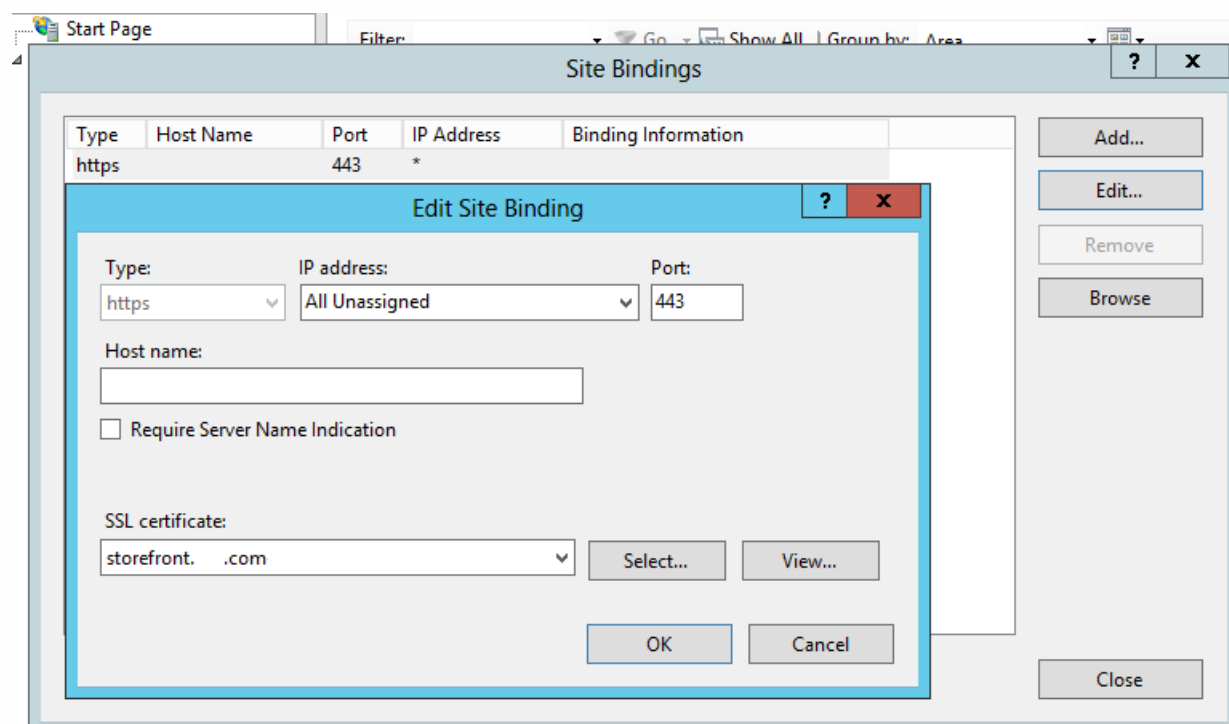 Start Page
Filter: Go Show All Group by: Area
Site Bindings ? x
Type Host Name Port IP Address Binding Information
https 443 *
Add...
Edit...
Remove
Browse
Close
Edit Site Binding ? x
Type: IP address: Port:
https All Unassigned 443
Host name:
Require Server Name Indication
SSL certificate:
storefront. .com Select... View...
OK Cancel